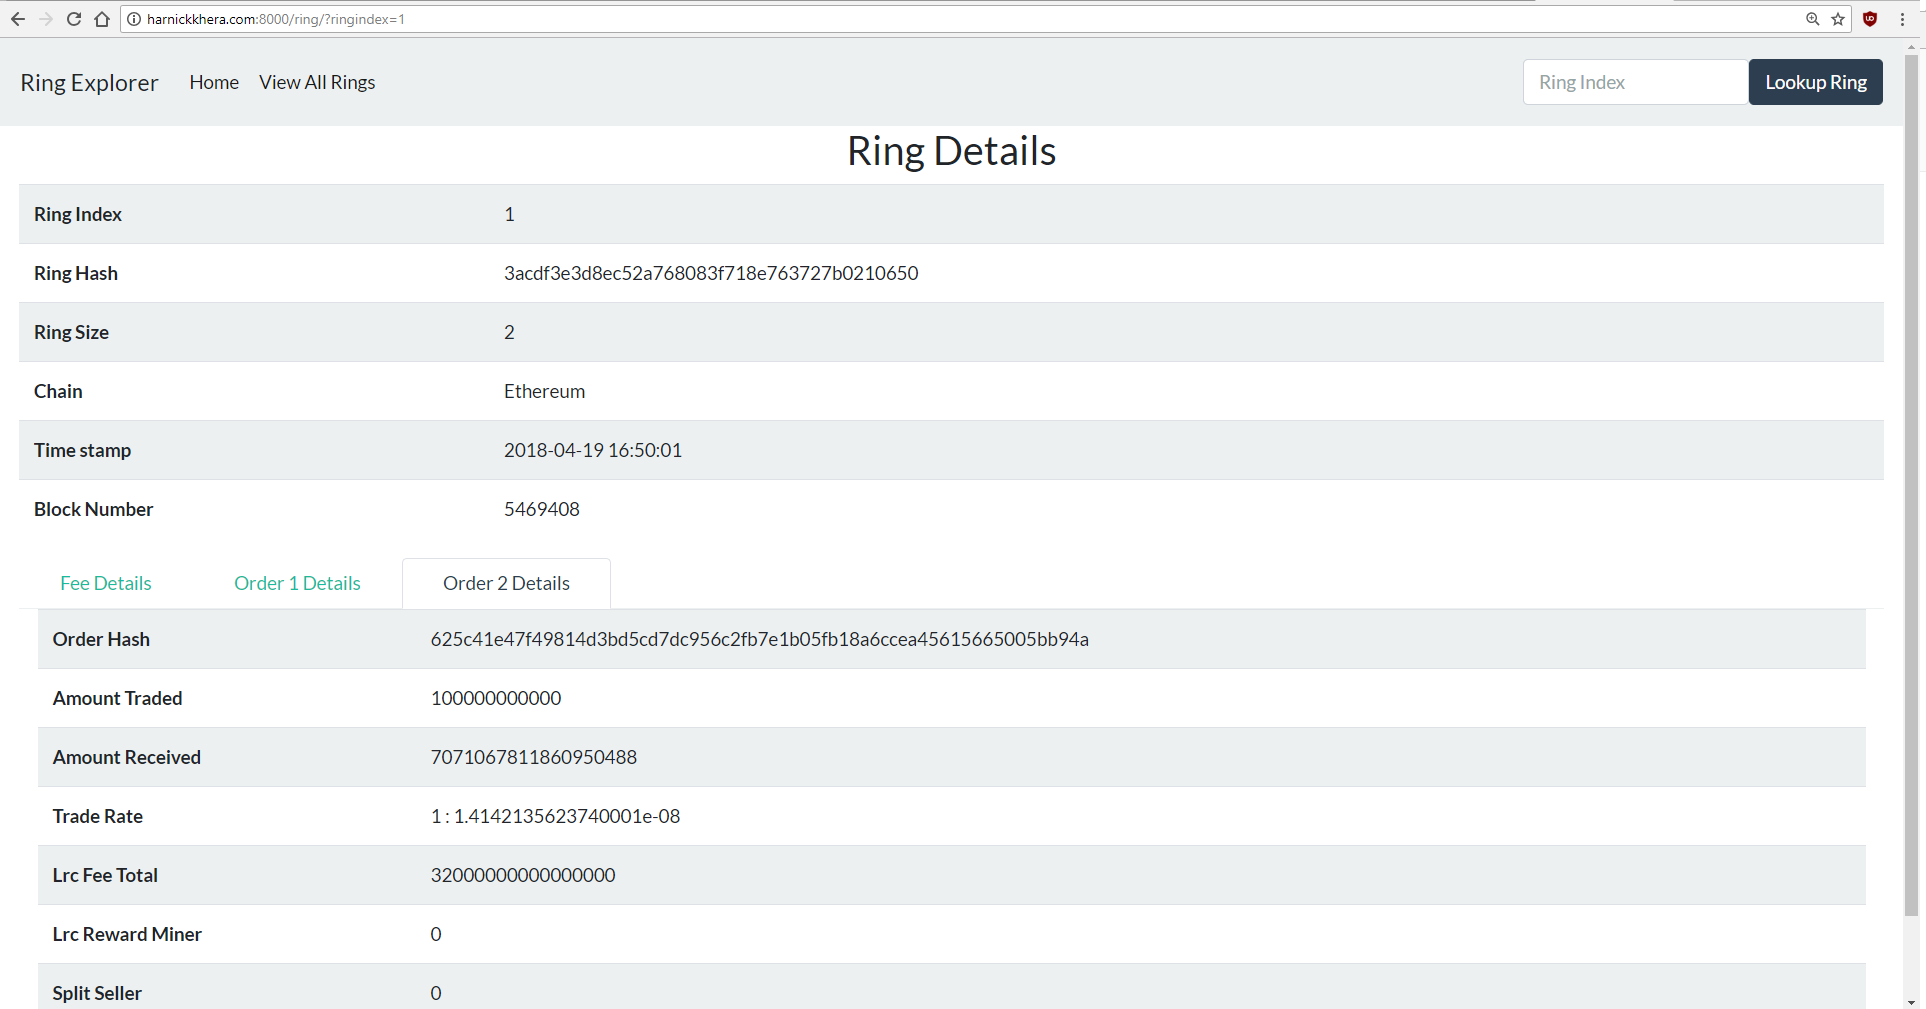 harnickkhera.com:8000/ring/?ringindex=1
Ring Explorer Home View All Rings Ring Index Lookup Ring
Ring Details
Ring Index 1
Ring Hash 3acdf3e3d8ec52a768083f718e763727b0210650
Ring Size 2
Chain Ethereum
Time stamp 2018-04-19 16:50:01
Block Number 5469408
Fee Details Order 1 Details Order 2 Details
Order Hash 625c41e47f49814d3bd5cd7dc956c2fb7e1b05fb18a6ccea45615665005bb94a
Amount Traded 100000000000
Amount Received 7071067811860950488
Trade Rate 1 : 1.4142135623740001e-08
Lrc Fee Total 32000000000000000
Lrc Reward Miner 0
Split Seller 0